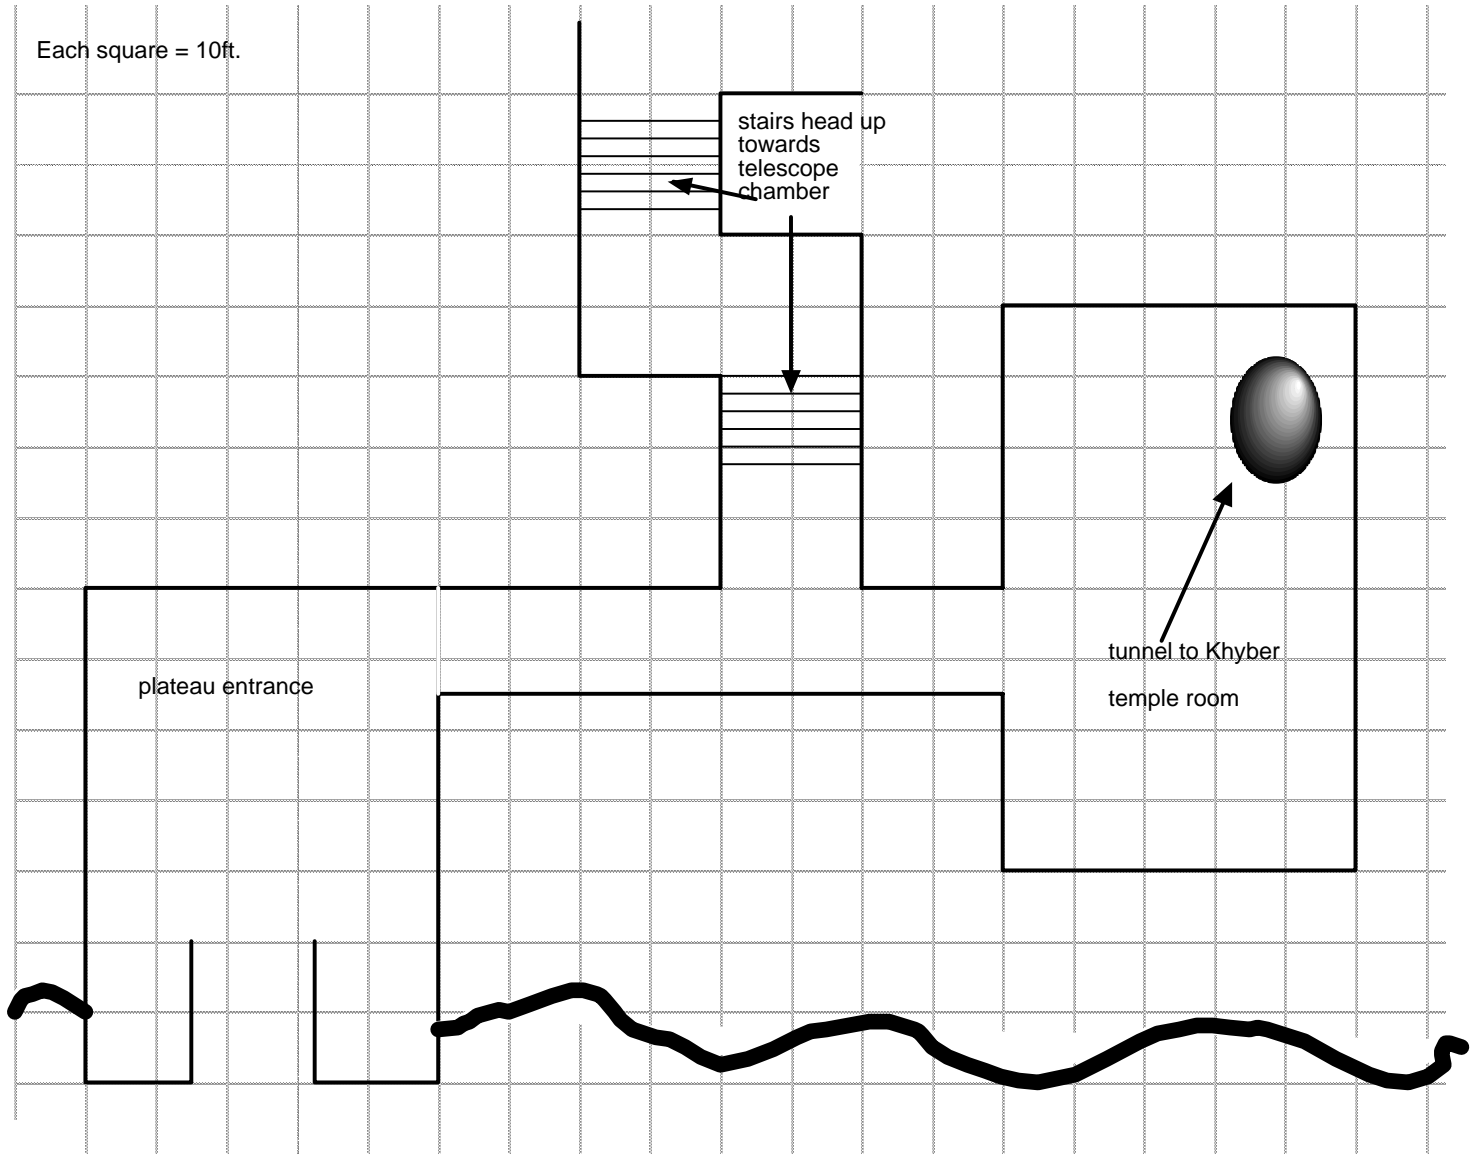 Each square = 10ft.
stairs head up
towards
telescope
chamber
tunnel to Khyber
plateau entrance
temple room